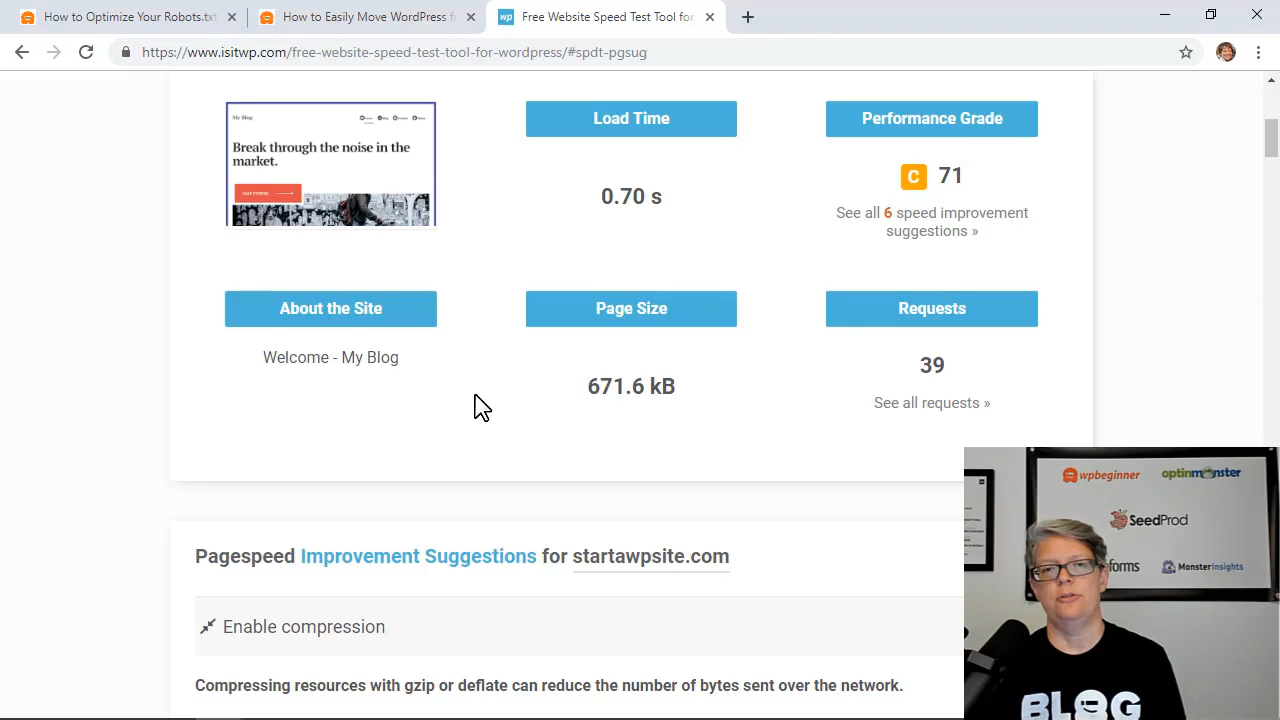 How to Optimize Your Robots.txt
How to Easily Move WordPress f
wp
Free Website Speed Test Tool for
https://www.isitwp.com/free-website-speed-test-tool-for-wordpress/#spdt-pgsug
My Blog
Break through the noise in the
market.
Load Time
0.70 s
Performance Grade
C 71
See all 6 speed improvement
suggestions »
About the Site
Welcome - My Blog
Page Size
671.6 kB
Requests
39
See all requests »
Pagespeed Improvement Suggestions for startawpsite.com
Enable compression
Compressing resources with gzip or deflate can reduce the number of bytes sent over the network.
wpbeginner
optinmonster
SeedProd
forms
MonsterInsights
BLOG